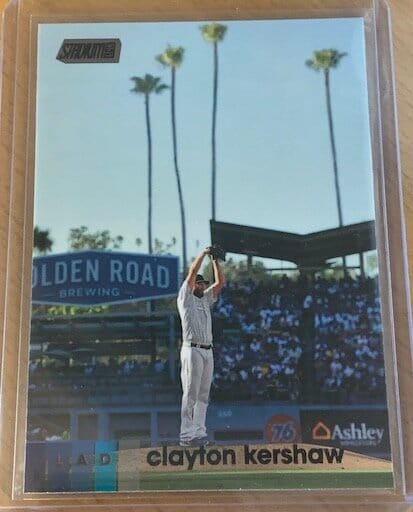 STADIUM
OLDEN ROAD
BREWING
76
Ashley
LAD
clayton kershaw